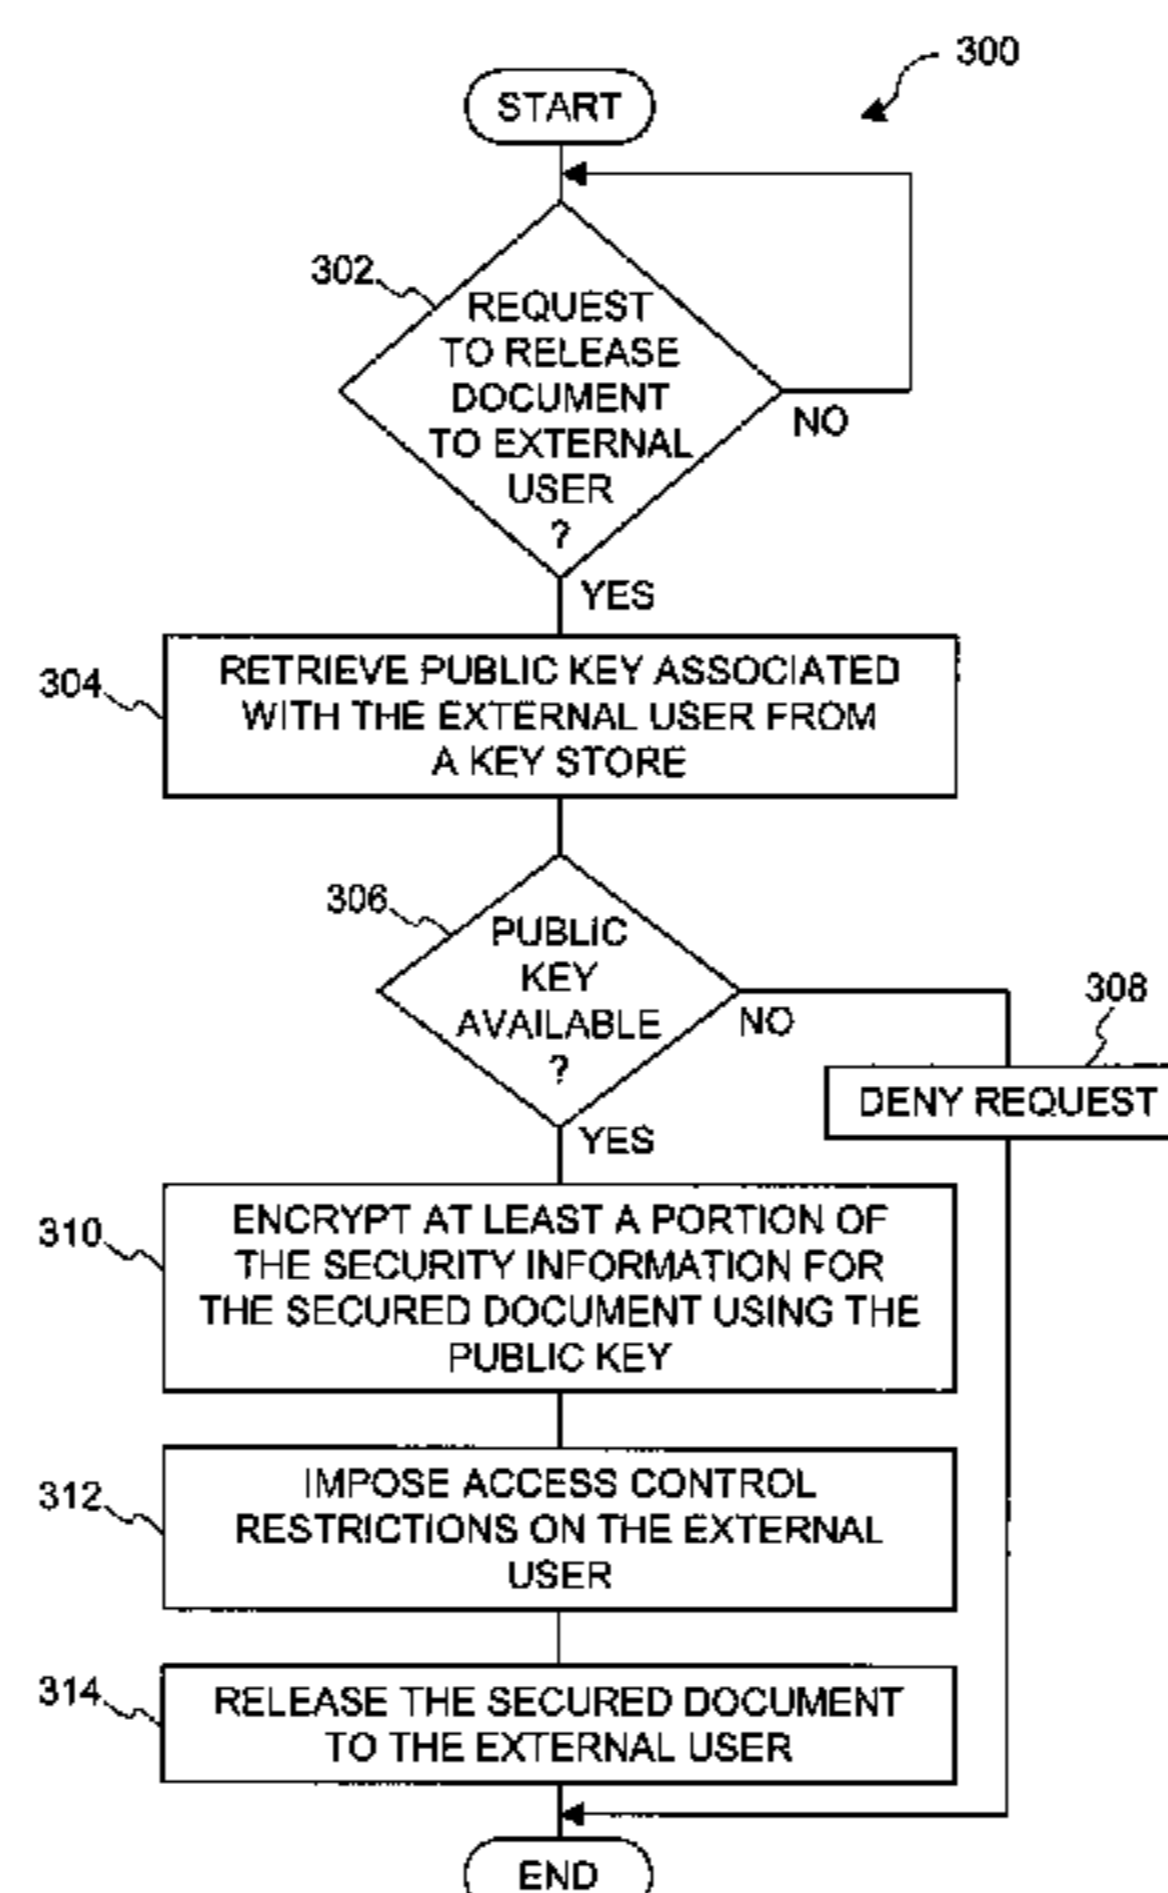 300
START
302
REQUEST
TO RELEASE
DOCUMENT
TO EXTERNAL
USER
?
NO
YES
304
RETRIEVE PUBLIC KEY ASSOCIATED
WITH THE EXTERNAL USER FROM
A KEY STORE
306
PUBLIC
KEY
AVAILABLE
?
NO
308
DENY REQUEST
YES
310
ENCRYPT AT LEAST A PORTION OF
THE SECURITY INFORMATION FOR
THE SECURED DOCUMENT USING THE
PUBLIC KEY
312
IMPOSE ACCESS CONTROL
RESTRICTIONS ON THE EXTERNAL
USER
314
RELEASE THE SECURED DOCUMENT
TO THE EXTERNAL USER
END